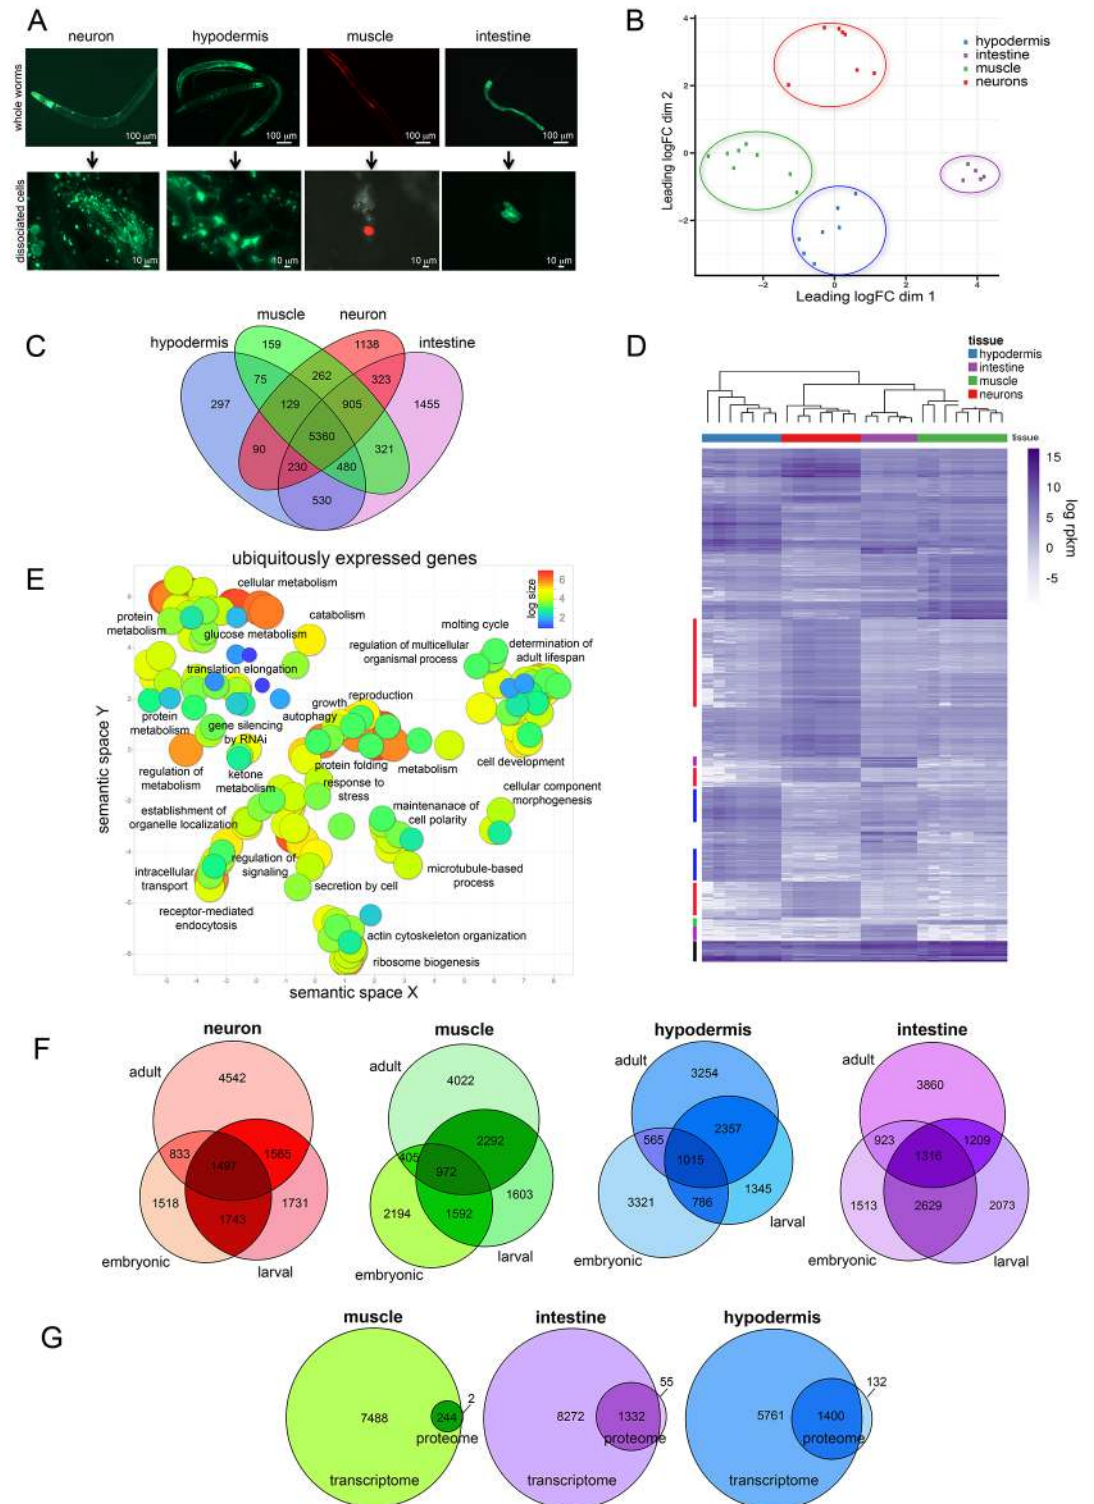 A
neuron
hypodermis
muscle
intestine
whole worms
100 µm
100 µm
100 µm
100 µm
dissociated cells
10 µm
10 µm
10 µm
10 µm
B
hypodermis
intestine
muscle
neurons
Leading logFC dim 2
4
2
0
−2
−2
0
2
4
Leading logFC dim 1
C
muscle
neuron
hypodermis
intestine
159
1138
75
262
323
297
129
905
1455
5360
90
230
480
321
530
D
tissue
hypodermis
intestine
muscle
neurons
tissue
15
10
5
0
-5
log rpkm
E
ubiquitously expressed genes
log size
6
4
2
cellular metabolism
catabolism
protein
metabolism
glucose metabolism
molting cycle
regulation of multicellular
organismal process
determination of
adult lifespan
translation elongation
reproduction
growth
autophagy
protein
metabolism
gene silencing
by RNAi
regulation of
metabolism
ketone
metabolism
protein folding
metabolism
cell development
response to
stress
cellular component
morphogenesis
establishment of
organelle localization
maintenanace of
cell polarity
intracellular
transport
regulation of
signaling
microtubule-based
process
secretion by cell
receptor-mediated
endocytosis
actin cytoskeleton organization
ribosome biogenesis
semantic space Y
semantic space X
F
neuron
adult
4542
833
1565
1497
1518
1743
1731
embryonic
larval
muscle
adult
4022
2292
405
972
1603
2194
1592
larval
embryonic
hypodermis
adult
3254
565
2357
1015
3321
786
1345
larval
embryonic
intestine
adult
3860
923
1209
1316
1513
2629
2073
embryonic
larval
G
muscle
7488
244
2
proteome
transcriptome
intestine
8272
1332
55
proteome
transcriptome
hypodermis
5761
1400
132
proteome
transcriptome